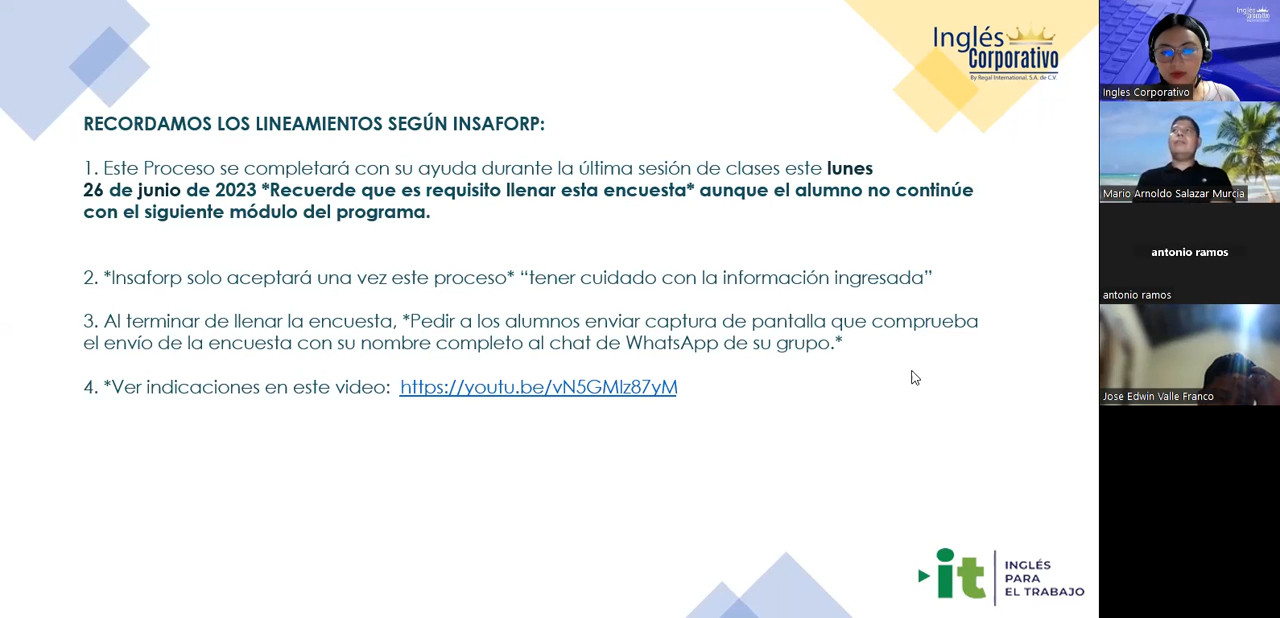 Inglés
Corporativo
By Regal International, S.A. de C.V.
RECORDAMOS LOS LINEAMIENTOS SEGÚN INSAFORP:
1. Este Proceso se completará con su ayuda durante la última sesión de clases este lunes
26 de junio de 2023 *Recuerde que es requisito llenar esta encuesta* aunque el alumno no continúe
con el siguiente módulo del programa.
2. *Insaforp solo aceptará una vez este proceso* “tener cuidado con la información ingresada”
3. Al terminar de llenar la encuesta, *Pedir a los alumnos enviar captura de pantalla que comprueba
el envío de la encuesta con su nombre completo al chat de WhatsApp de su grupo.*
4. *Ver indicaciones en este video: https://youtu.be/vN5GMlz87yM
it
INGLÉS
PARA
EL TRABAJO
Ingles Corporativo
Mario Arnoldo Salazar Murcia
antonio ramos
antonio ramos
Jose Edwin Valle Franco